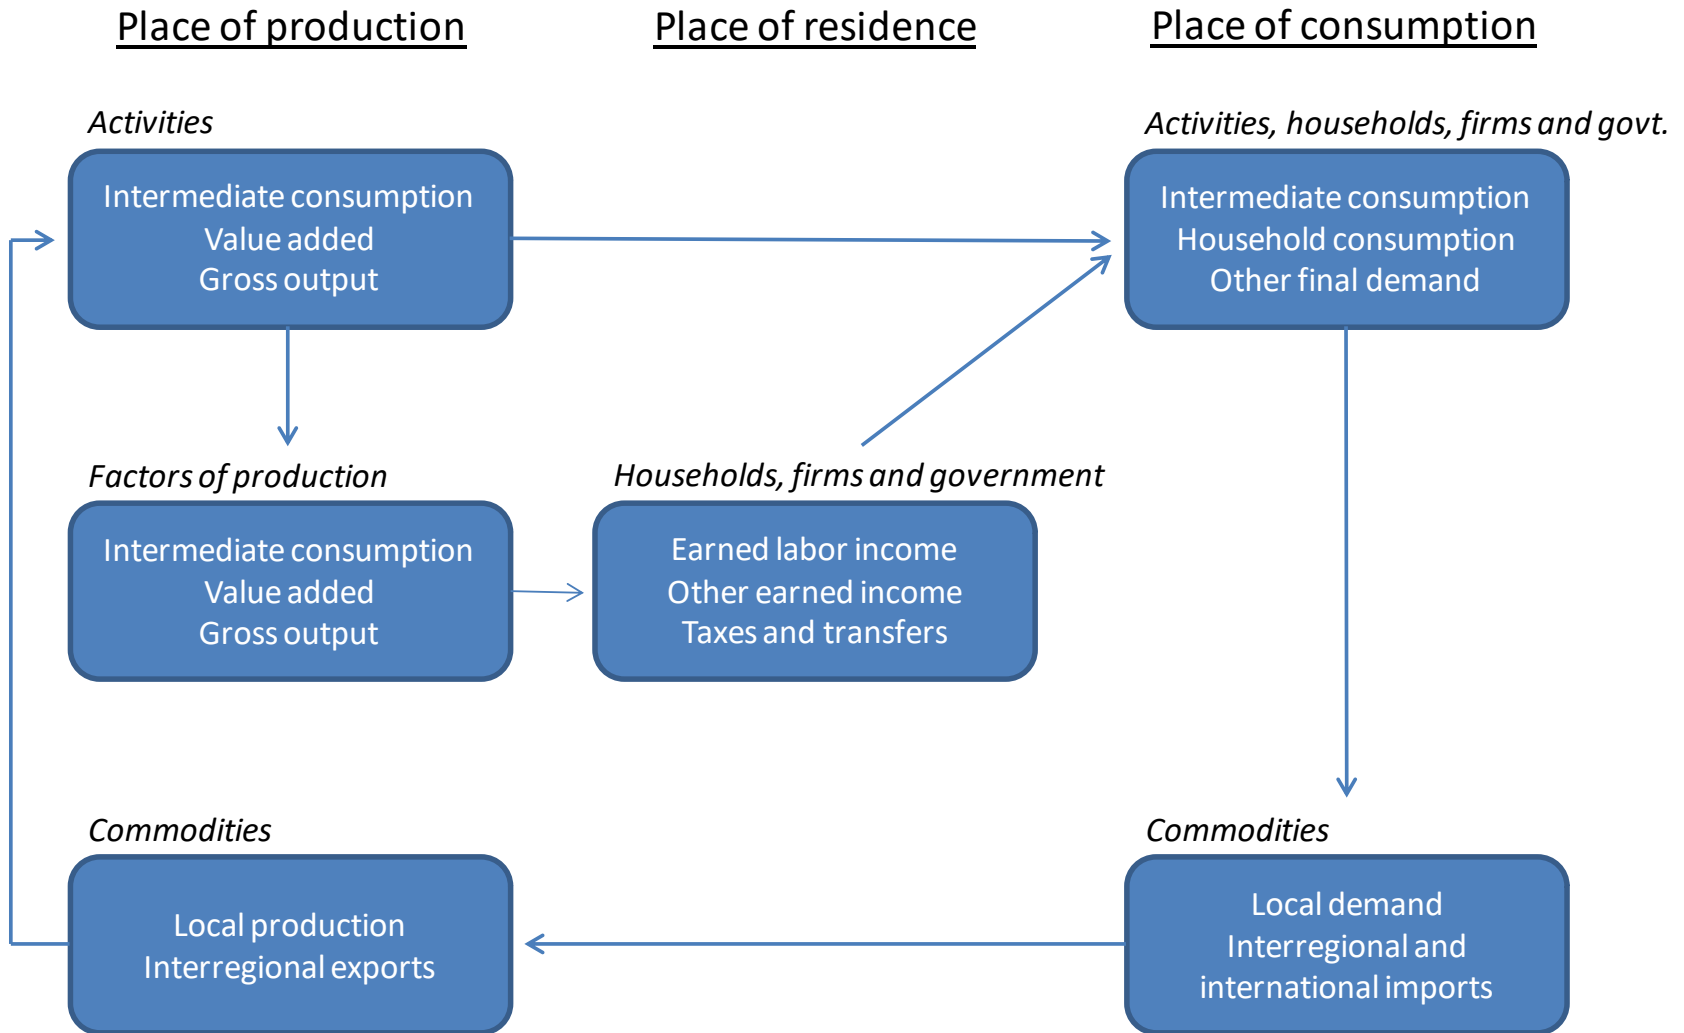 Place of production
Place of residence
Place of consumption
Activities
Activities, households, firms and govt.
Intermediate consumption
Value added
Gross output
Intermediate consumption
Household consumption
Other final demand
Factors of production
Households, firms and government
Intermediate consumption
Value added
Gross output
Earned labor income
Other earned income
Taxes and transfers
Commodities
Commodities
Local production
Interregional exports
Local demand
Interregional and
international imports